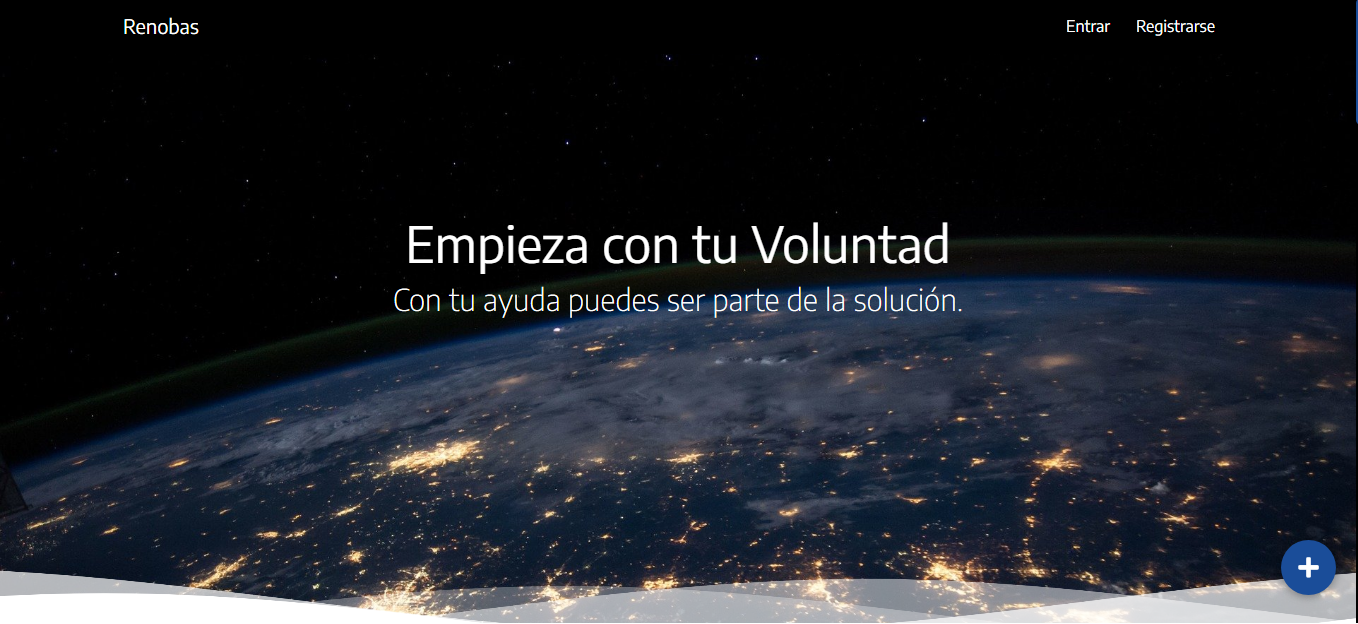 Renobas
Entrar
Registrarse
Empieza con tu Voluntad
Con tu ayuda puedes ser parte de la solución.